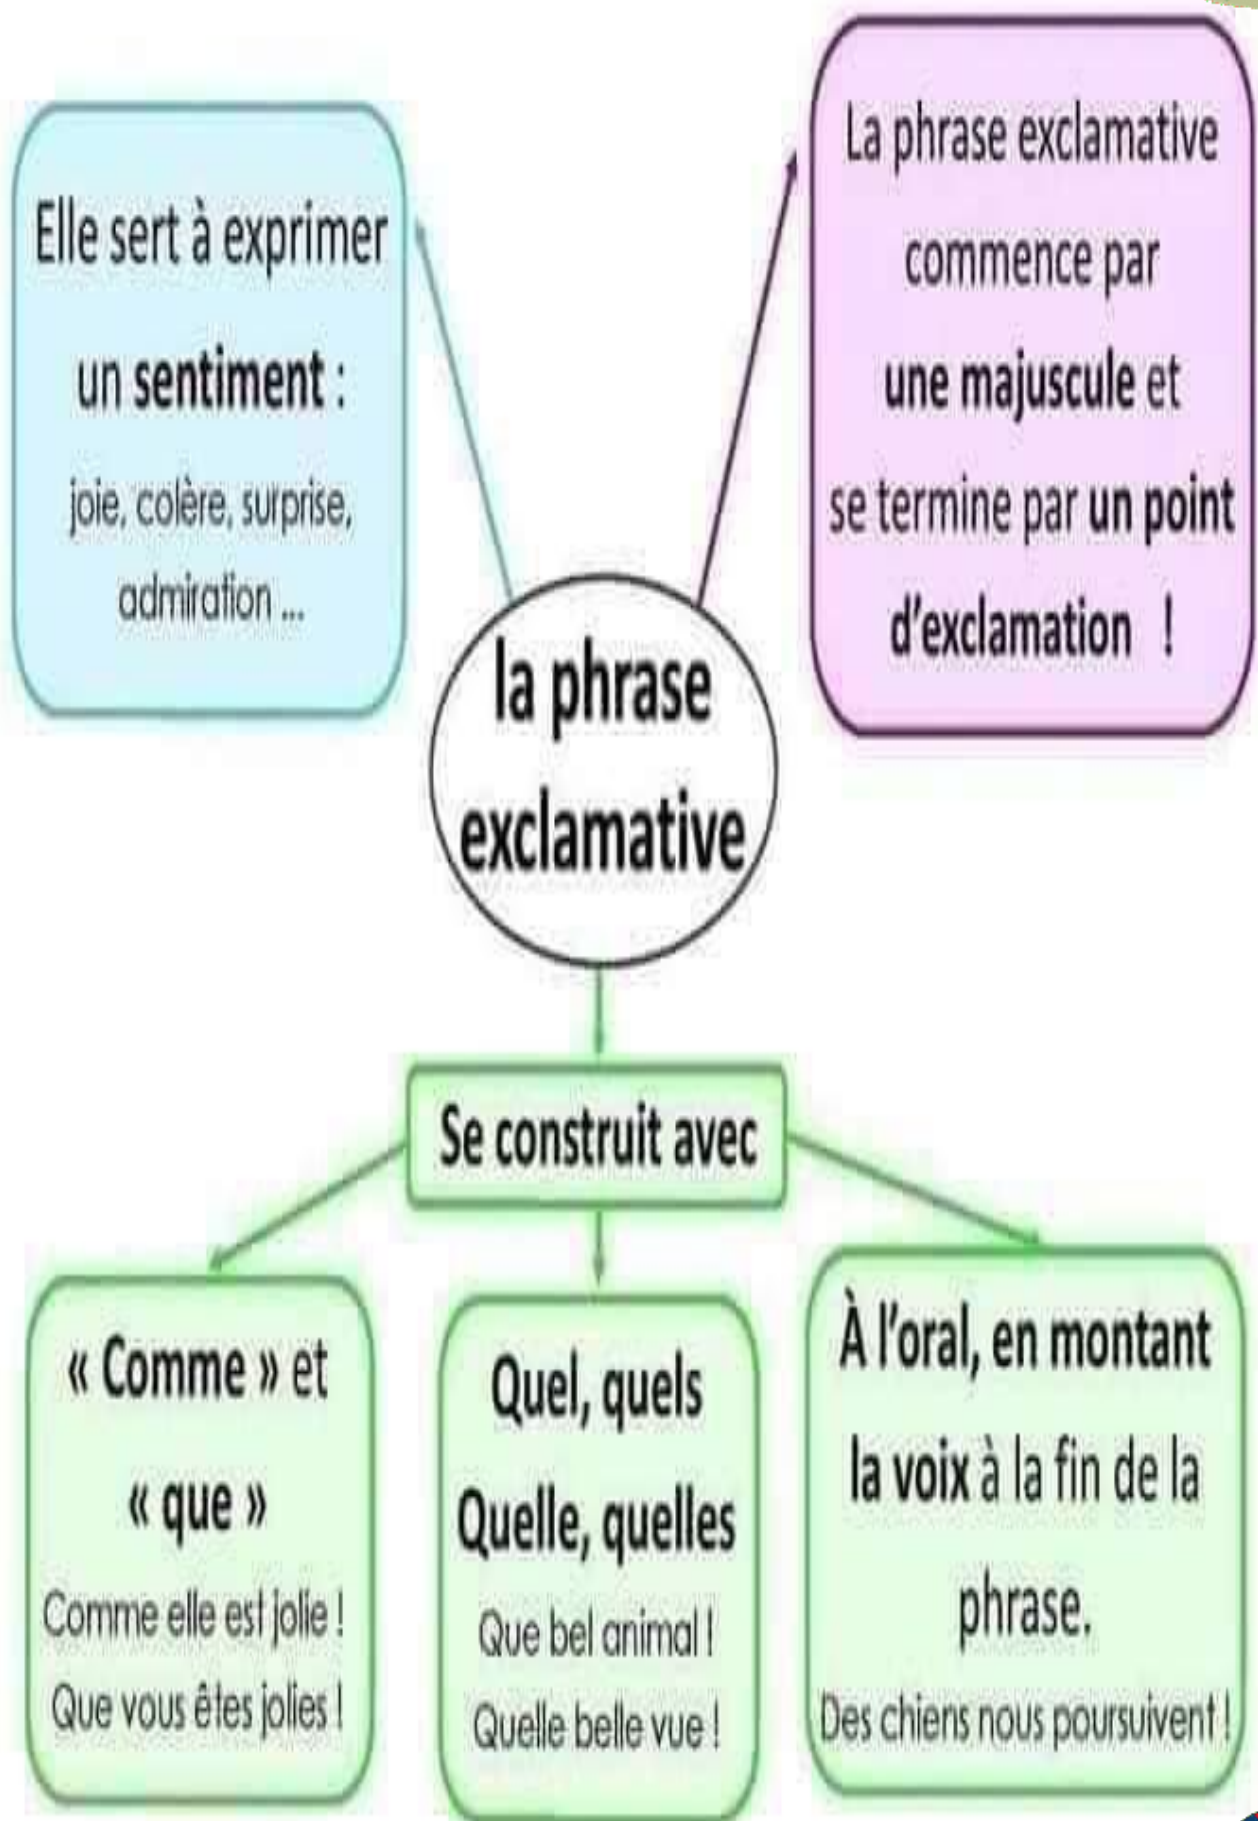 Elle sert à exprimer
un sentiment :
joie, colère, surprise,
admiration ...
La phrase exclamative
commence par
une majuscule et
se termine par un point
d'exclamation !
la phrase
exclamative
Se construit avec
« Comme » et
« que »
Comme elle est jolie !
Que vous êtes jolies !
Quel, quels
Quelle, quelles
Que bel animal !
Quelle belle vue !
À l'oral, en montant
la voix à la fin de la
phrase.
Des chiens nous poursuivent !